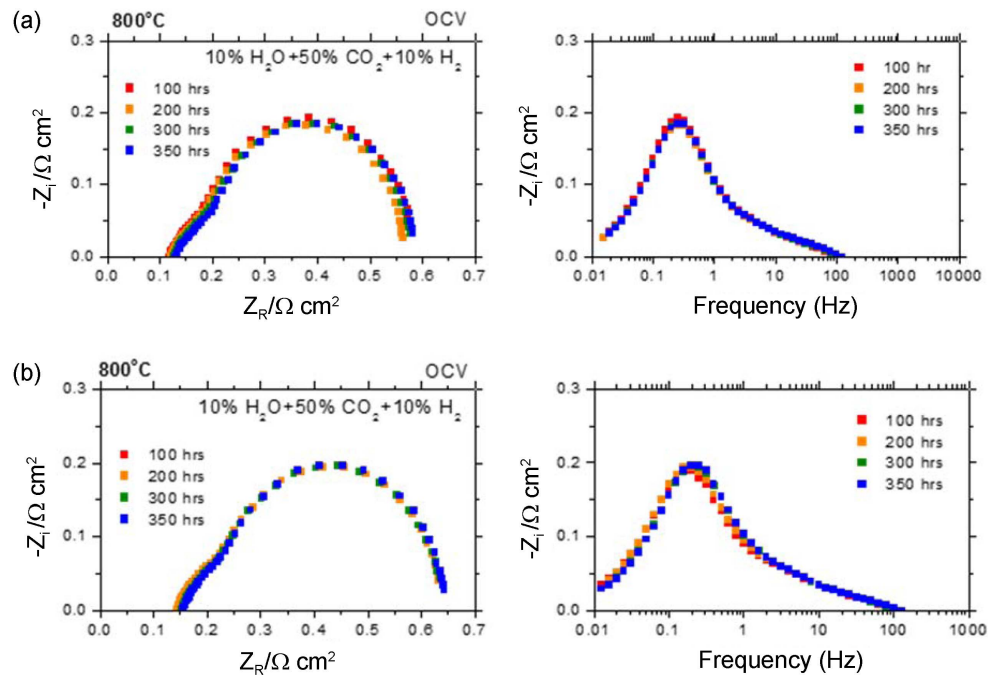 (a)
800°C OCV
10% H2O+50% CO2+10% H2
100 hrs
200 hrs
300 hrs
350 hrs
0.3
0.2
0.1
0.0
-Zi/Ω cm²
0.0 0.1 0.2 0.3 0.4 0.5 0.6 0.7
ZR/Ω cm²
100 hr
200 hrs
300 hrs
350 hrs
0.3
0.2
0.1
0.0
-Zi/Ω cm²
0.01 0.1 1 10 100 1000 10000
Frequency (Hz)
(b)
800°C OCV
10% H2O+50% CO2+10% H2
100 hrs
200 hrs
300 hrs
350 hrs
0.3
0.2
0.1
0.0
-Zi/Ω cm²
0.0 0.1 0.2 0.3 0.4 0.5 0.6 0.7
ZR/Ω cm²
100 hrs
200 hrs
300 hrs
350 hrs
0.3
0.2
0.1
0.0
-Zi/Ω cm²
0.01 0.1 1 10 100 1000
Frequency (Hz)